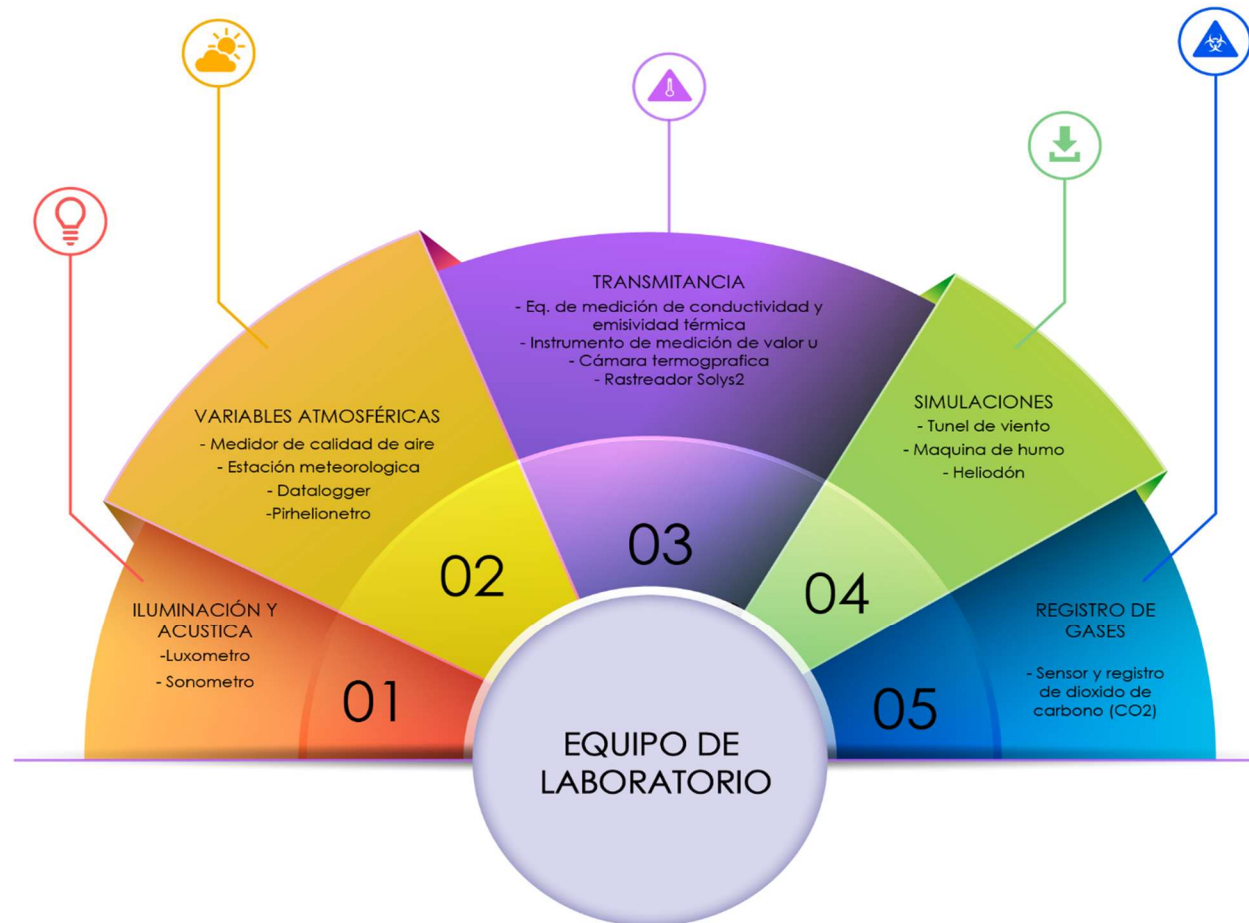 01
ILUMINACIÓN Y
ACUSTICA
-Luxometro
- Sonometro
02
VARIABLES ATMOSFÉRICAS
- Medidor de calidad de aire
- Estación meteorologica
- Datalogger
- Pirhelionetro
03
TRANSMITANCIA
- Eq. de medición de conductividad y
emisividad térmica
- Instrumento de medición de valor u
- Cámara termogprafica
- Rastreador Solys2
04
SIMULACIONES
- Tunel de viento
- Maquina de humo
- Heliodón
05
REGISTRO DE
GASES
- Sensor y registro
de dioxido de
carbono (CO2)
EQUIPO DE
LABORATORIO